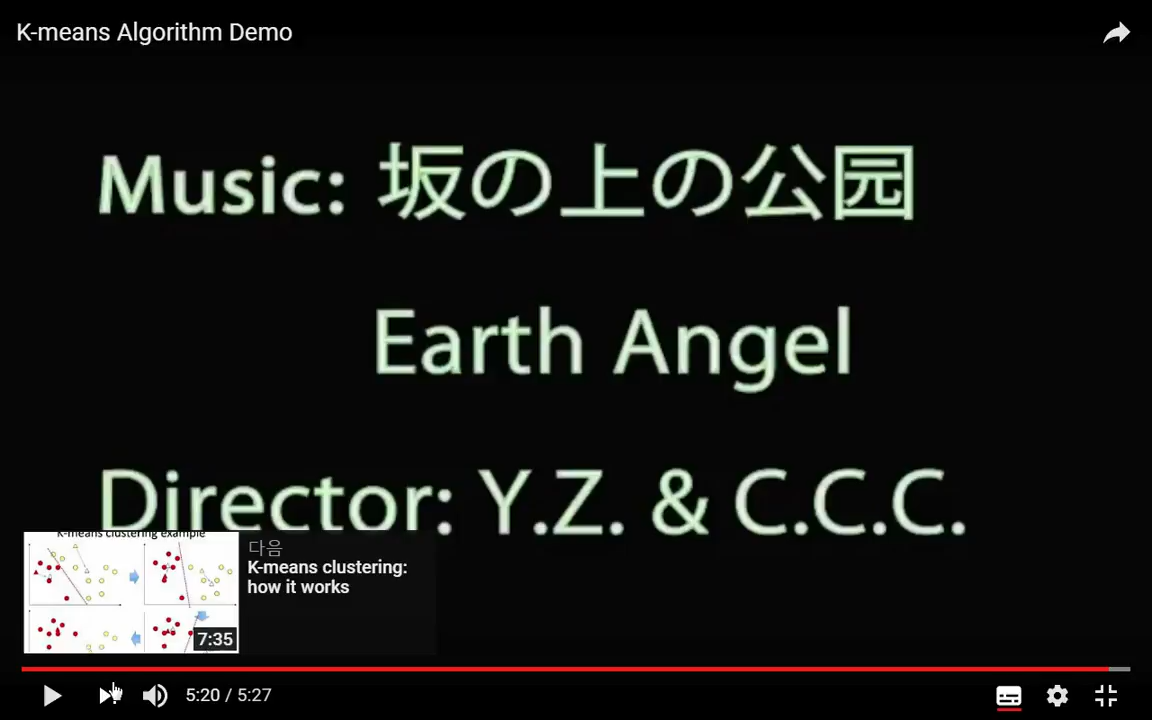 K-means Algorithm Demo
Music: 坂の上の公园
Earth Angel
Director: Y.Z. & C.C.C.
K-means clustering example
다음
K-means clustering:
how it works
7:35
5:20 / 5:27